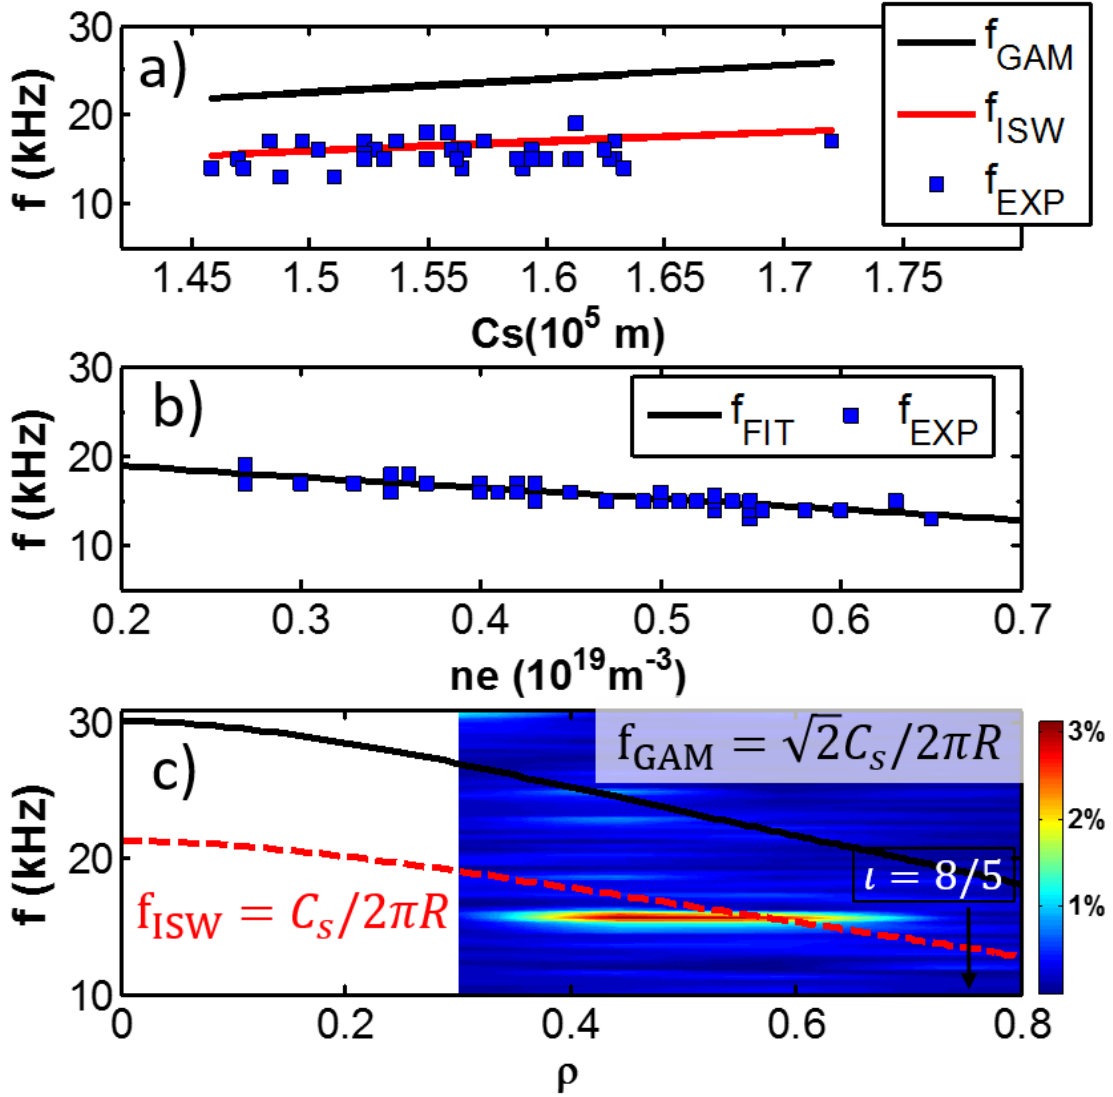 a)
f (kHz)
30
20
10
f_GAM
f_ISW
f_EXP
1.45 1.5 1.55 1.6 1.65 1.7 1.75
Cs(10^5 m)
b)
f (kHz)
30
20
10
f_FIT f_EXP
0.2 0.3 0.4 0.5 0.6 0.7
ne (10^19 m^-3)
c)
f (kHz)
30
20
10
f_GAM = √2C_s/2πR
ι = 8/5
f_ISW = C_s/2πR
3%
2%
1%
0 0.2 0.4 0.6 0.8
ρ